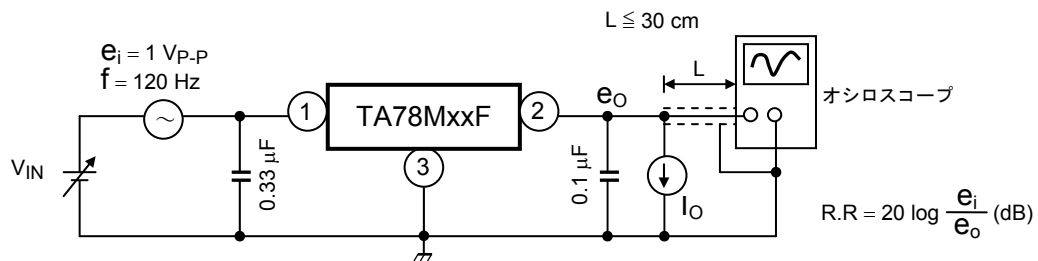 L ≦ 30 cm
ei = 1 VP-P
f = 120 Hz
L
1
TA78MxxF
2
eO
オシロスコープ
VIN
0.33 μF
3
0.1 μF
IO
R.R = 20 log ei/eo (dB)